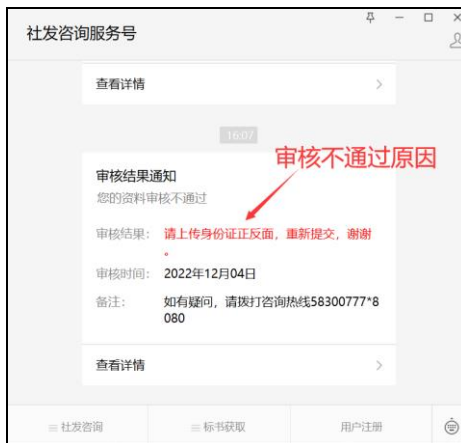 社发咨询服务号
查看详情
16:07
审核不通过原因
审核结果通知
您的资料审核不通过
审核结果： 请上传身份证正反面，重新提交，谢谢
。
审核时间： 2022年12月04日
备注： 如有疑问，请拨打咨询热线58300777*8
080
查看详情
社发咨询 标书获取 用户注册